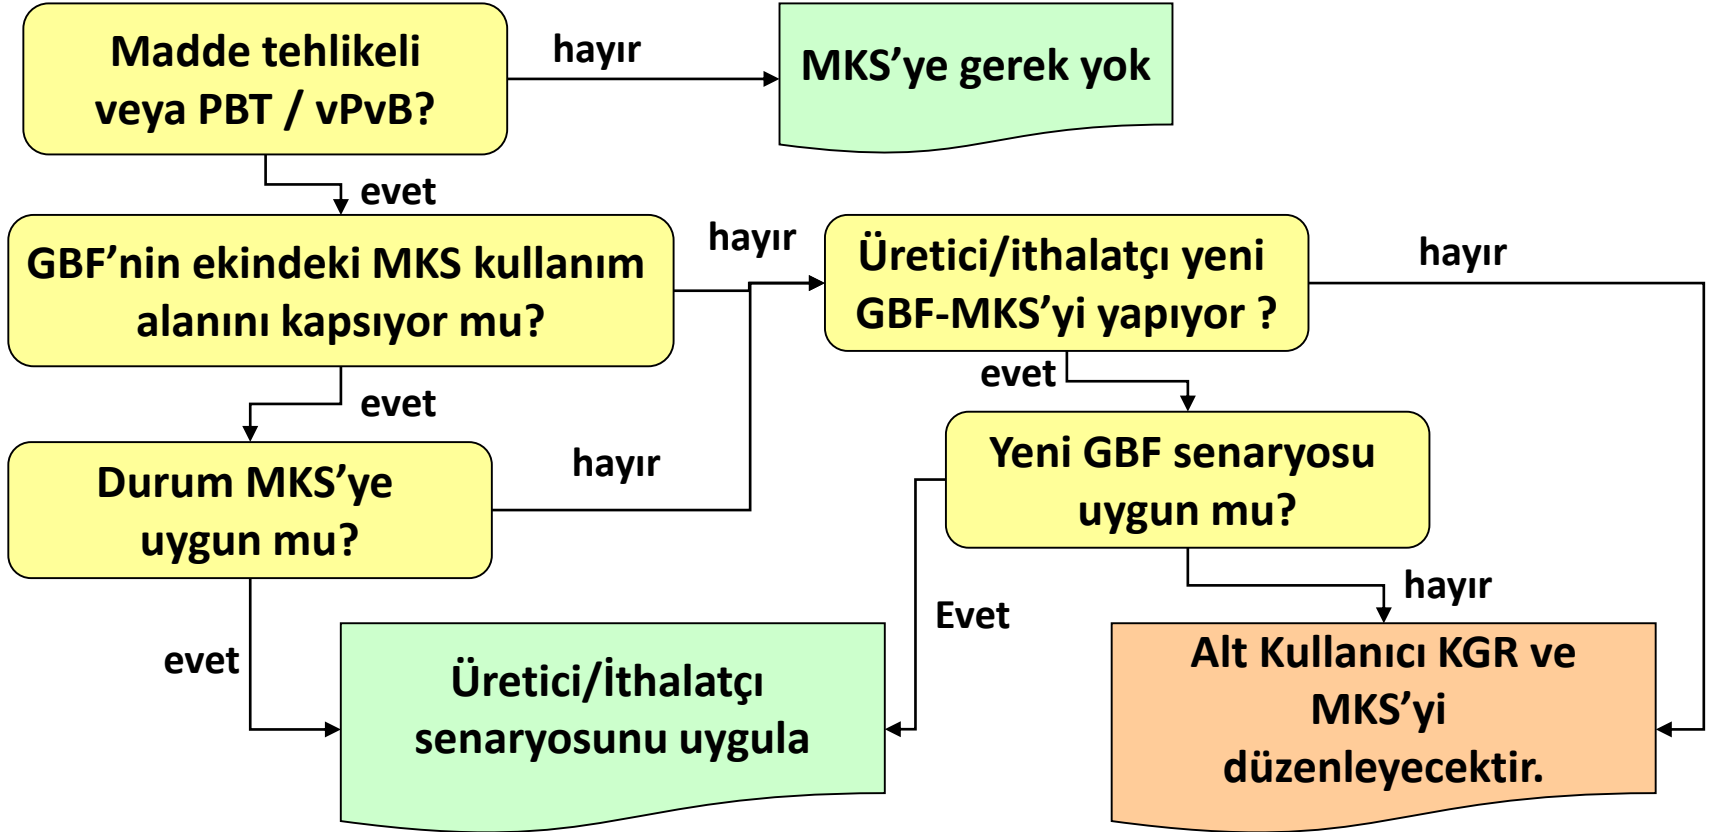 Madde tehlikeli
veya PBT / vPvB?
hayır
MKS’ye gerek yok
evet
GBF’nin ekindeki MKS kullanım
alanını kapsıyor mu?
hayır
Üretici/ithalatçı yeni
GBF-MKS’yi yapıyor ?
hayır
evet
evet
Durum MKS’ye
uygun mu?
hayır
Yeni GBF senaryosu
uygun mu?
hayır
Evet
evet
Üretici/İthalatçı
senaryosunu uygula
Alt Kullanıcı KGR ve
MKS’yi
düzenleyecektir.